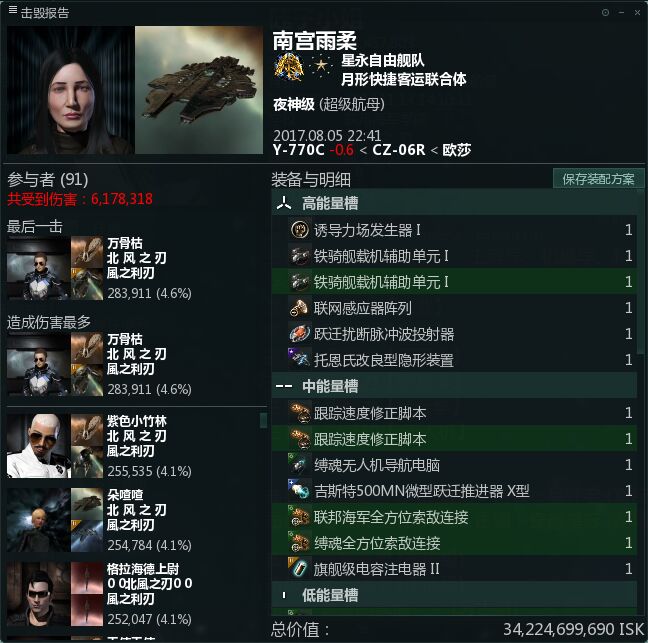 击毁报告
南宫雨柔
星永自由舰队
月形快捷客运联合体
夜神级 (超级航母)
2017.08.05 22:41
Y-770C -0.6 < CZ-06R < 欧莎
参与者 (91)
共受到伤害：6,178,318
最后一击
万骨枯
北 风 之 刃
風之利刃
283,911 (4.6%)
造成伤害最多
万骨枯
北 风 之 刃
風之利刃
283,911 (4.6%)
紫色小竹林
北 风 之 刃
風之利刃
255,535 (4.1%)
朵喳喳
北 风 之 刃
風之利刃
254,784 (4.1%)
格拉海德上尉
0 0北風之刃0 0
風之利刃
252,047 (4.1%)
装备与明细
保存装配方案
高能量槽
诱导力场发生器 I 1
铁骑舰载机辅助单元 I 1
铁骑舰载机辅助单元 I 1
联网感应器阵列 1
跃迁扰断脉冲波投射器 1
托恩氏改良型隐形装置 1
中能量槽
跟踪速度修正脚本 1
跟踪速度修正脚本 1
缚魂无人机导航电脑 1
吉斯特500MN微型跃迁推进器 X型 1
联邦海军全方位索敌连接 1
缚魂全方位索敌连接 1
旗舰级电容注电器 II 1
低能量槽
总价值： 34,224,699,690 ISK